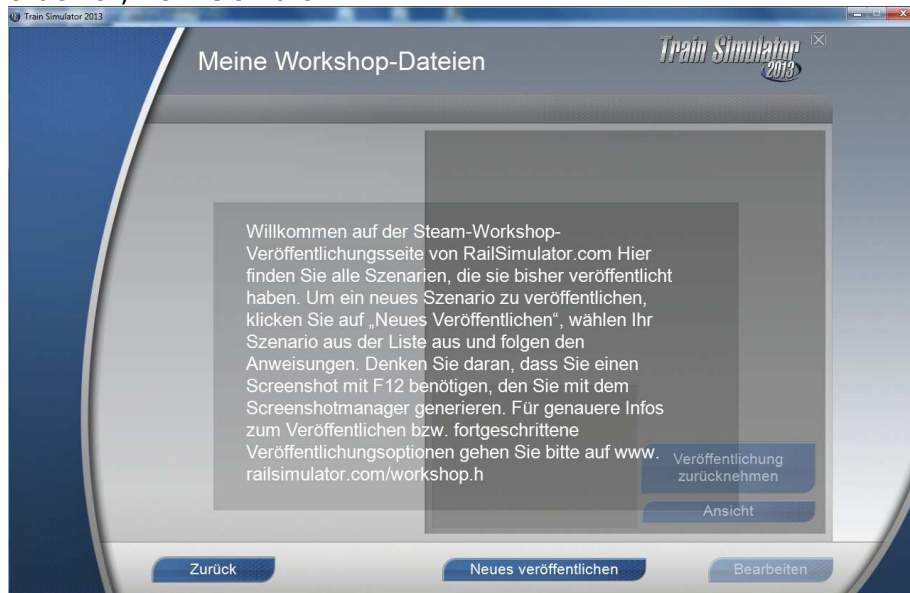 Train Simulator 2013
Meine Workshop-Dateien
Train Simulator
2013
Willkommen auf der Steam-Workshop-
Veröffentlichungsseite von RailSimulator.com Hier
finden Sie alle Szenarien, die sie bisher veröffentlicht
haben. Um ein neues Szenario zu veröffentlichen,
klicken Sie auf „Neues Veröffentlichen“, wählen Ihr
Szenario aus der Liste aus und folgen den
Anweisungen. Denken Sie daran, dass Sie einen
Screenshot mit F12 benötigen, den Sie mit dem
Screenshotmanager generieren. Für genauere Infos
zum Veröffentlichen bzw. fortgeschrittene
Veröffentlichungsoptionen gehen Sie bitte auf www.
railsimulator.com/workshop.h
Veröffentlichung
zurücknehmen
Ansicht
Zurück
Neues veröffentlichen
Bearbeiten